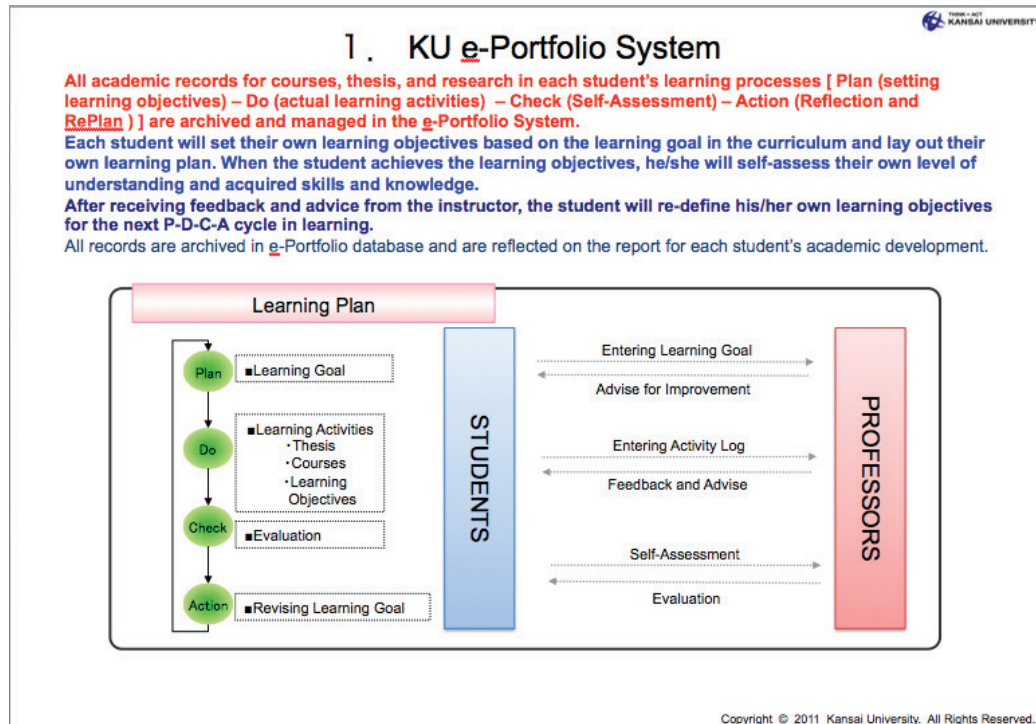 THINK × ACT
KANSAI UNIVERSITY
1. KU e-Portfolio System
All academic records for courses, thesis, and research in each student's learning processes [ Plan (setting
learning objectives) – Do (actual learning activities) – Check (Self-Assessment) – Action (Reflection and
RePlan ) ] are archived and managed in the e-Portfolio System.
Each student will set their own learning objectives based on the learning goal in the curriculum and lay out their
own learning plan. When the student achieves the learning objectives, he/she will self-assess their own level of
understanding and acquired skills and knowledge.
After receiving feedback and advice from the instructor, the student will re-define his/her own learning objectives
for the next P-D-C-A cycle in learning.
All records are archived in e-Portfolio database and are reflected on the report for each student's academic development.
Learning Plan
Plan
■Learning Goal
Do
■Learning Activities
・Thesis
・Courses
・Learning
Objectives
Check
■Evaluation
Action
■Revising Learning Goal
STUDENTS
Entering Learning Goal
Advise for Improvement
Entering Activity Log
Feedback and Advise
Self-Assessment
Evaluation
PROFESSORS
Copyright © 2011 Kansai University. All Rights Reserved.